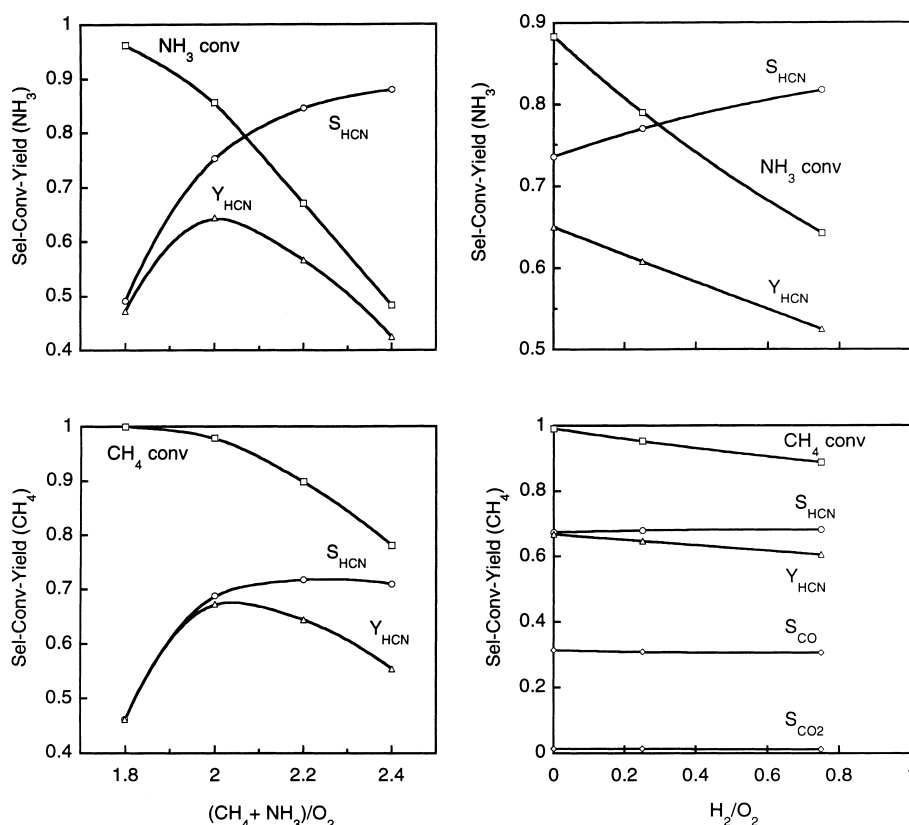 Sel-Conv-Yield (NH3)
1
0.9
0.8
0.7
0.6
0.5
0.4
NH3 conv
SHCN
YHCN
Sel-Conv-Yield (NH3)
0.9
0.8
0.7
0.6
0.5
SHCN
NH3 conv
YHCN
Sel-Conv-Yield (CH4)
1
0.9
0.8
0.7
0.6
0.5
0.4
CH4 conv
SHCN
YHCN
1.8 2 2.2 2.4
(CH4+ NH3)/O2
Sel-Conv-Yield (CH4)
1
0.8
0.6
0.4
0.2
0
CH4 conv
SHCN
YHCN
SCO
SCO2
0 0.2 0.4 0.6 0.8 1
H2/O2